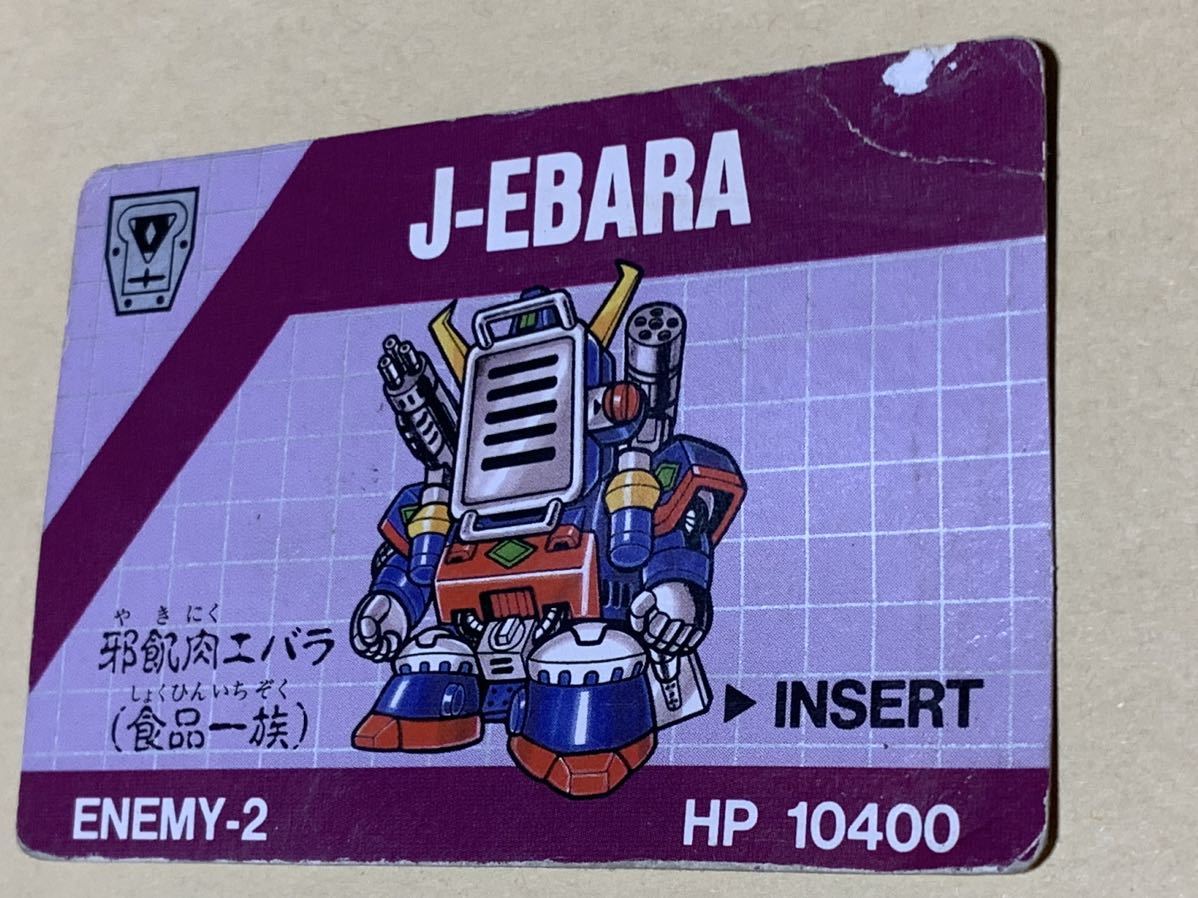 J-EBARA
やきにく
邪飢肉エバラ
しょくひんいちぞく
(食品一族)
▶ INSERT
ENEMY-2
HP 10400